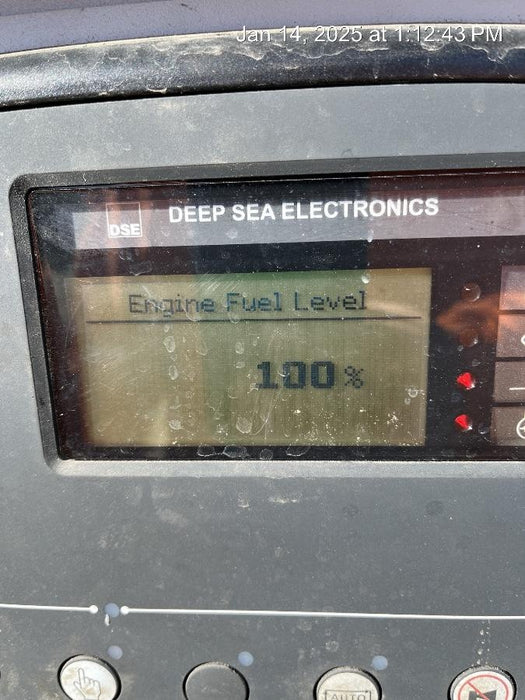 Jan 14, 2025 at 1:12:43 PM
DSE DEEP SEA ELECTRONICS
Engine Fuel Level
100%
AUTO